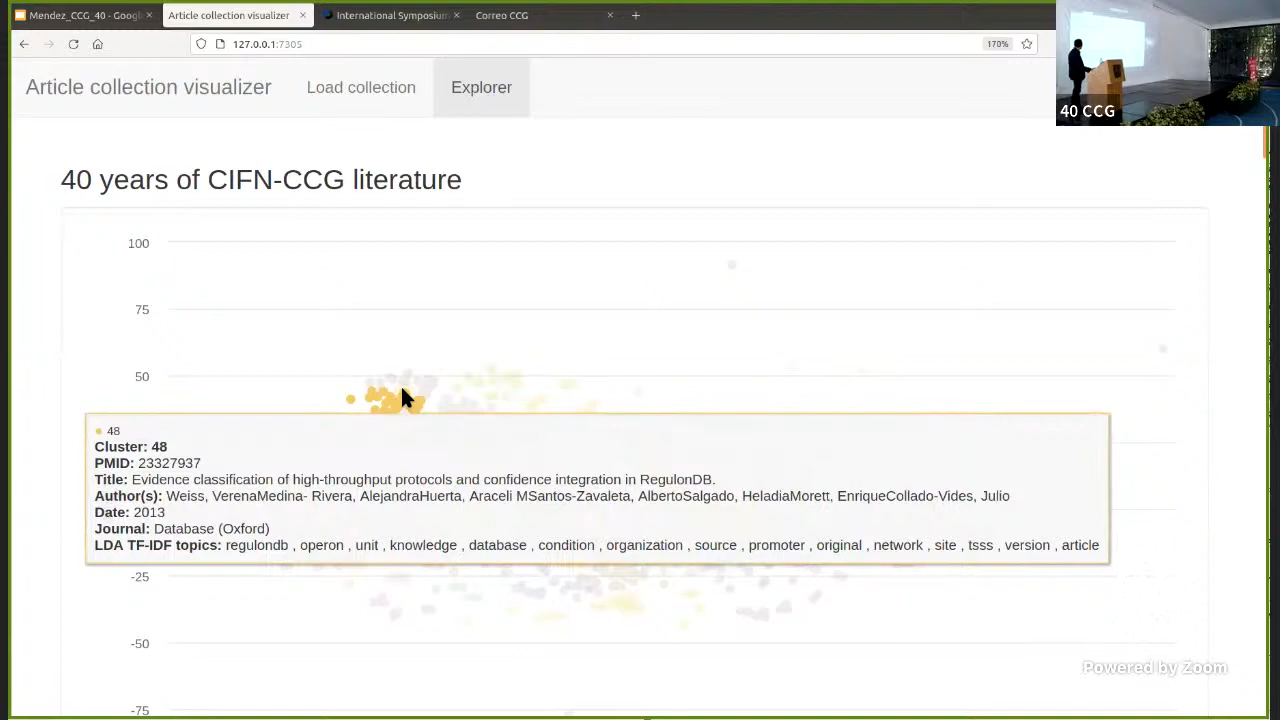 Mendez_CCG_40 - Googl
Article collection visualizer
International Symposium
Correo CCG
127.0.0.1:7305
170%
Article collection visualizer
Load collection
Explorer
40 CCG
40 years of CIFN-CCG literature
100
75
50
48
Cluster: 48
PMID: 23327937
Title: Evidence classification of high-throughput protocols and confidence integration in RegulonDB.
Author(s): Weiss, VerenaMedina- Rivera, AlejandraHuerta, Araceli MSantos-Zavaleta, AlbertoSalgado, HeladiaMorett, EnriqueCollado-Vides, Julio
Date: 2013
Journal: Database (Oxford)
LDA TF-IDF topics: regulondb , operon , unit , knowledge , database , condition , organization , source , promoter , original , network , site , tsss , version , article
-25
-50
-75
Powered by Zoom